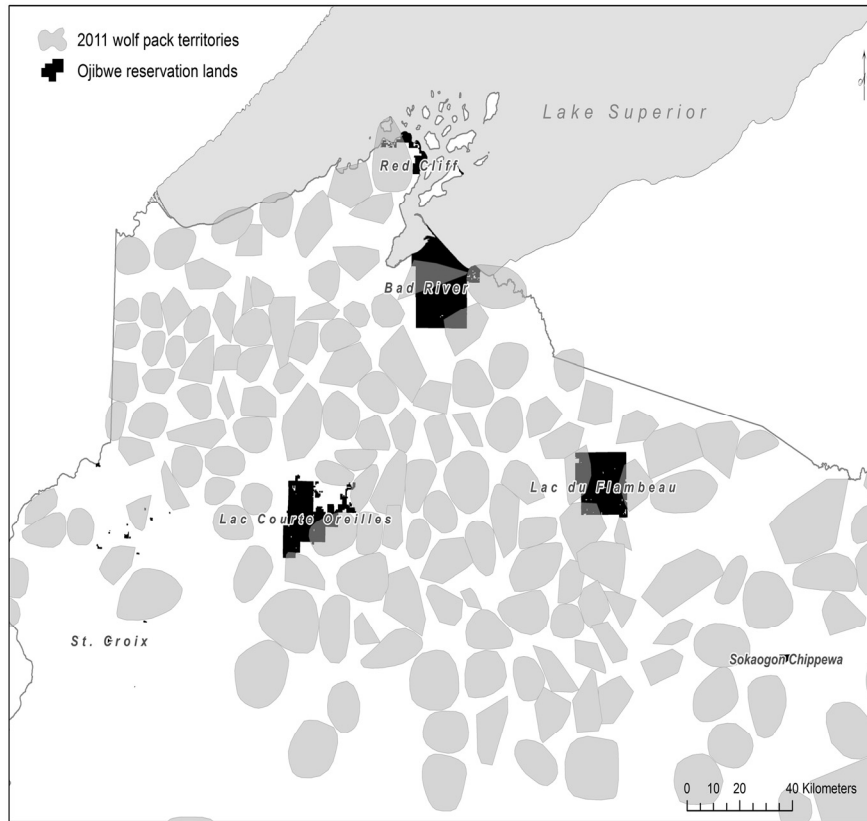 2011 wolf pack territories
Ojibwe reservation lands
Lake Superior
Red Cliff
Bad River
Lac du Flambeau
Lac Courte Oreilles
St. Croix
Sokaogon Chippewa
0 10 20 40 Kilometers